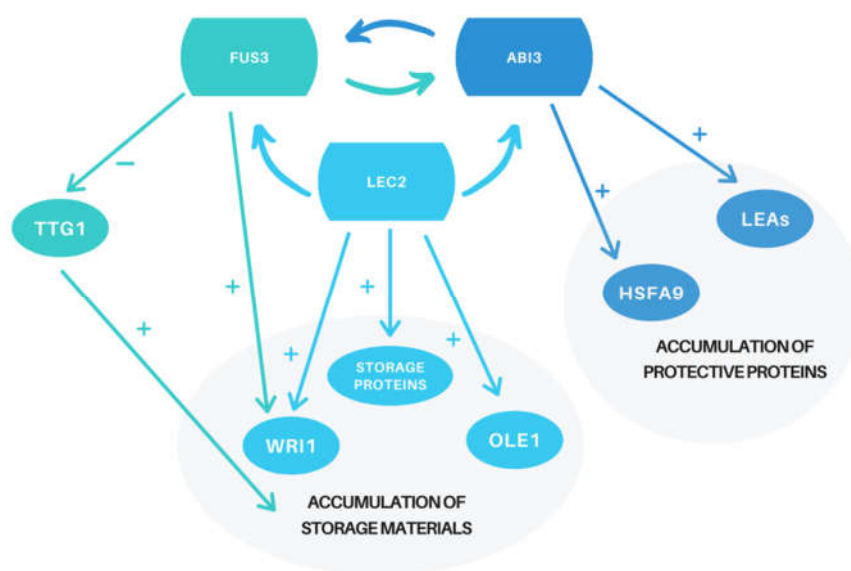 FUS3
ABI3
LEC2
+
−
+
TTG1
LEAs
HSFA9
+
+
+
+
+
STORAGE
PROTEINS
WRI1
OLE1
ACCUMULATION OF
PROTECTIVE PROTEINS
ACCUMULATION OF
STORAGE MATERIALS